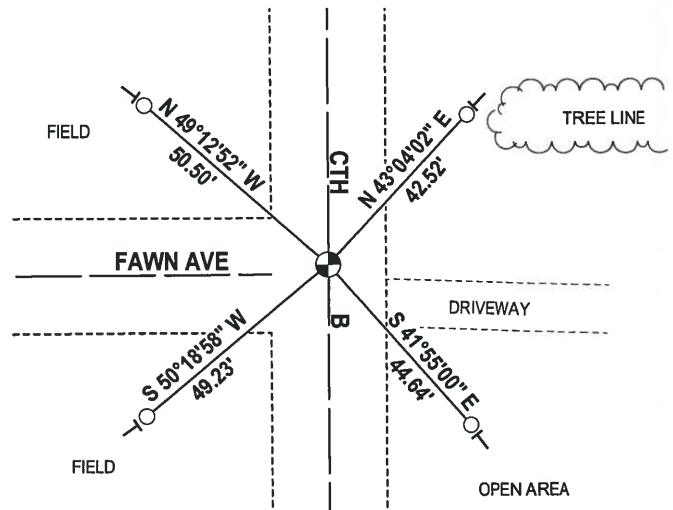 TREE LINE
FIELD
N 49°12'52" W
50.50'
CTH
N 43°04'02" E
42.52'
FAWN AVE
DRIVEWAY
B
S 50°18'58" W
49.23'
S 41°55'00" E
44.64'
FIELD
OPEN AREA